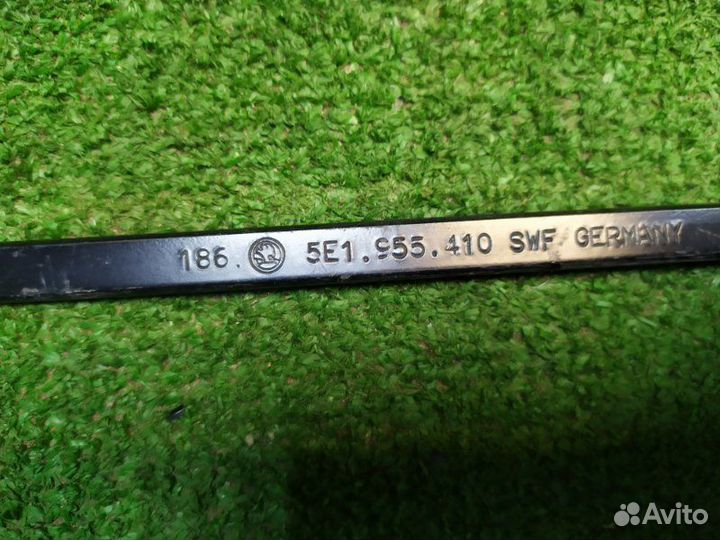 186. 5E1.955.410 SWF GERMANY
Avito